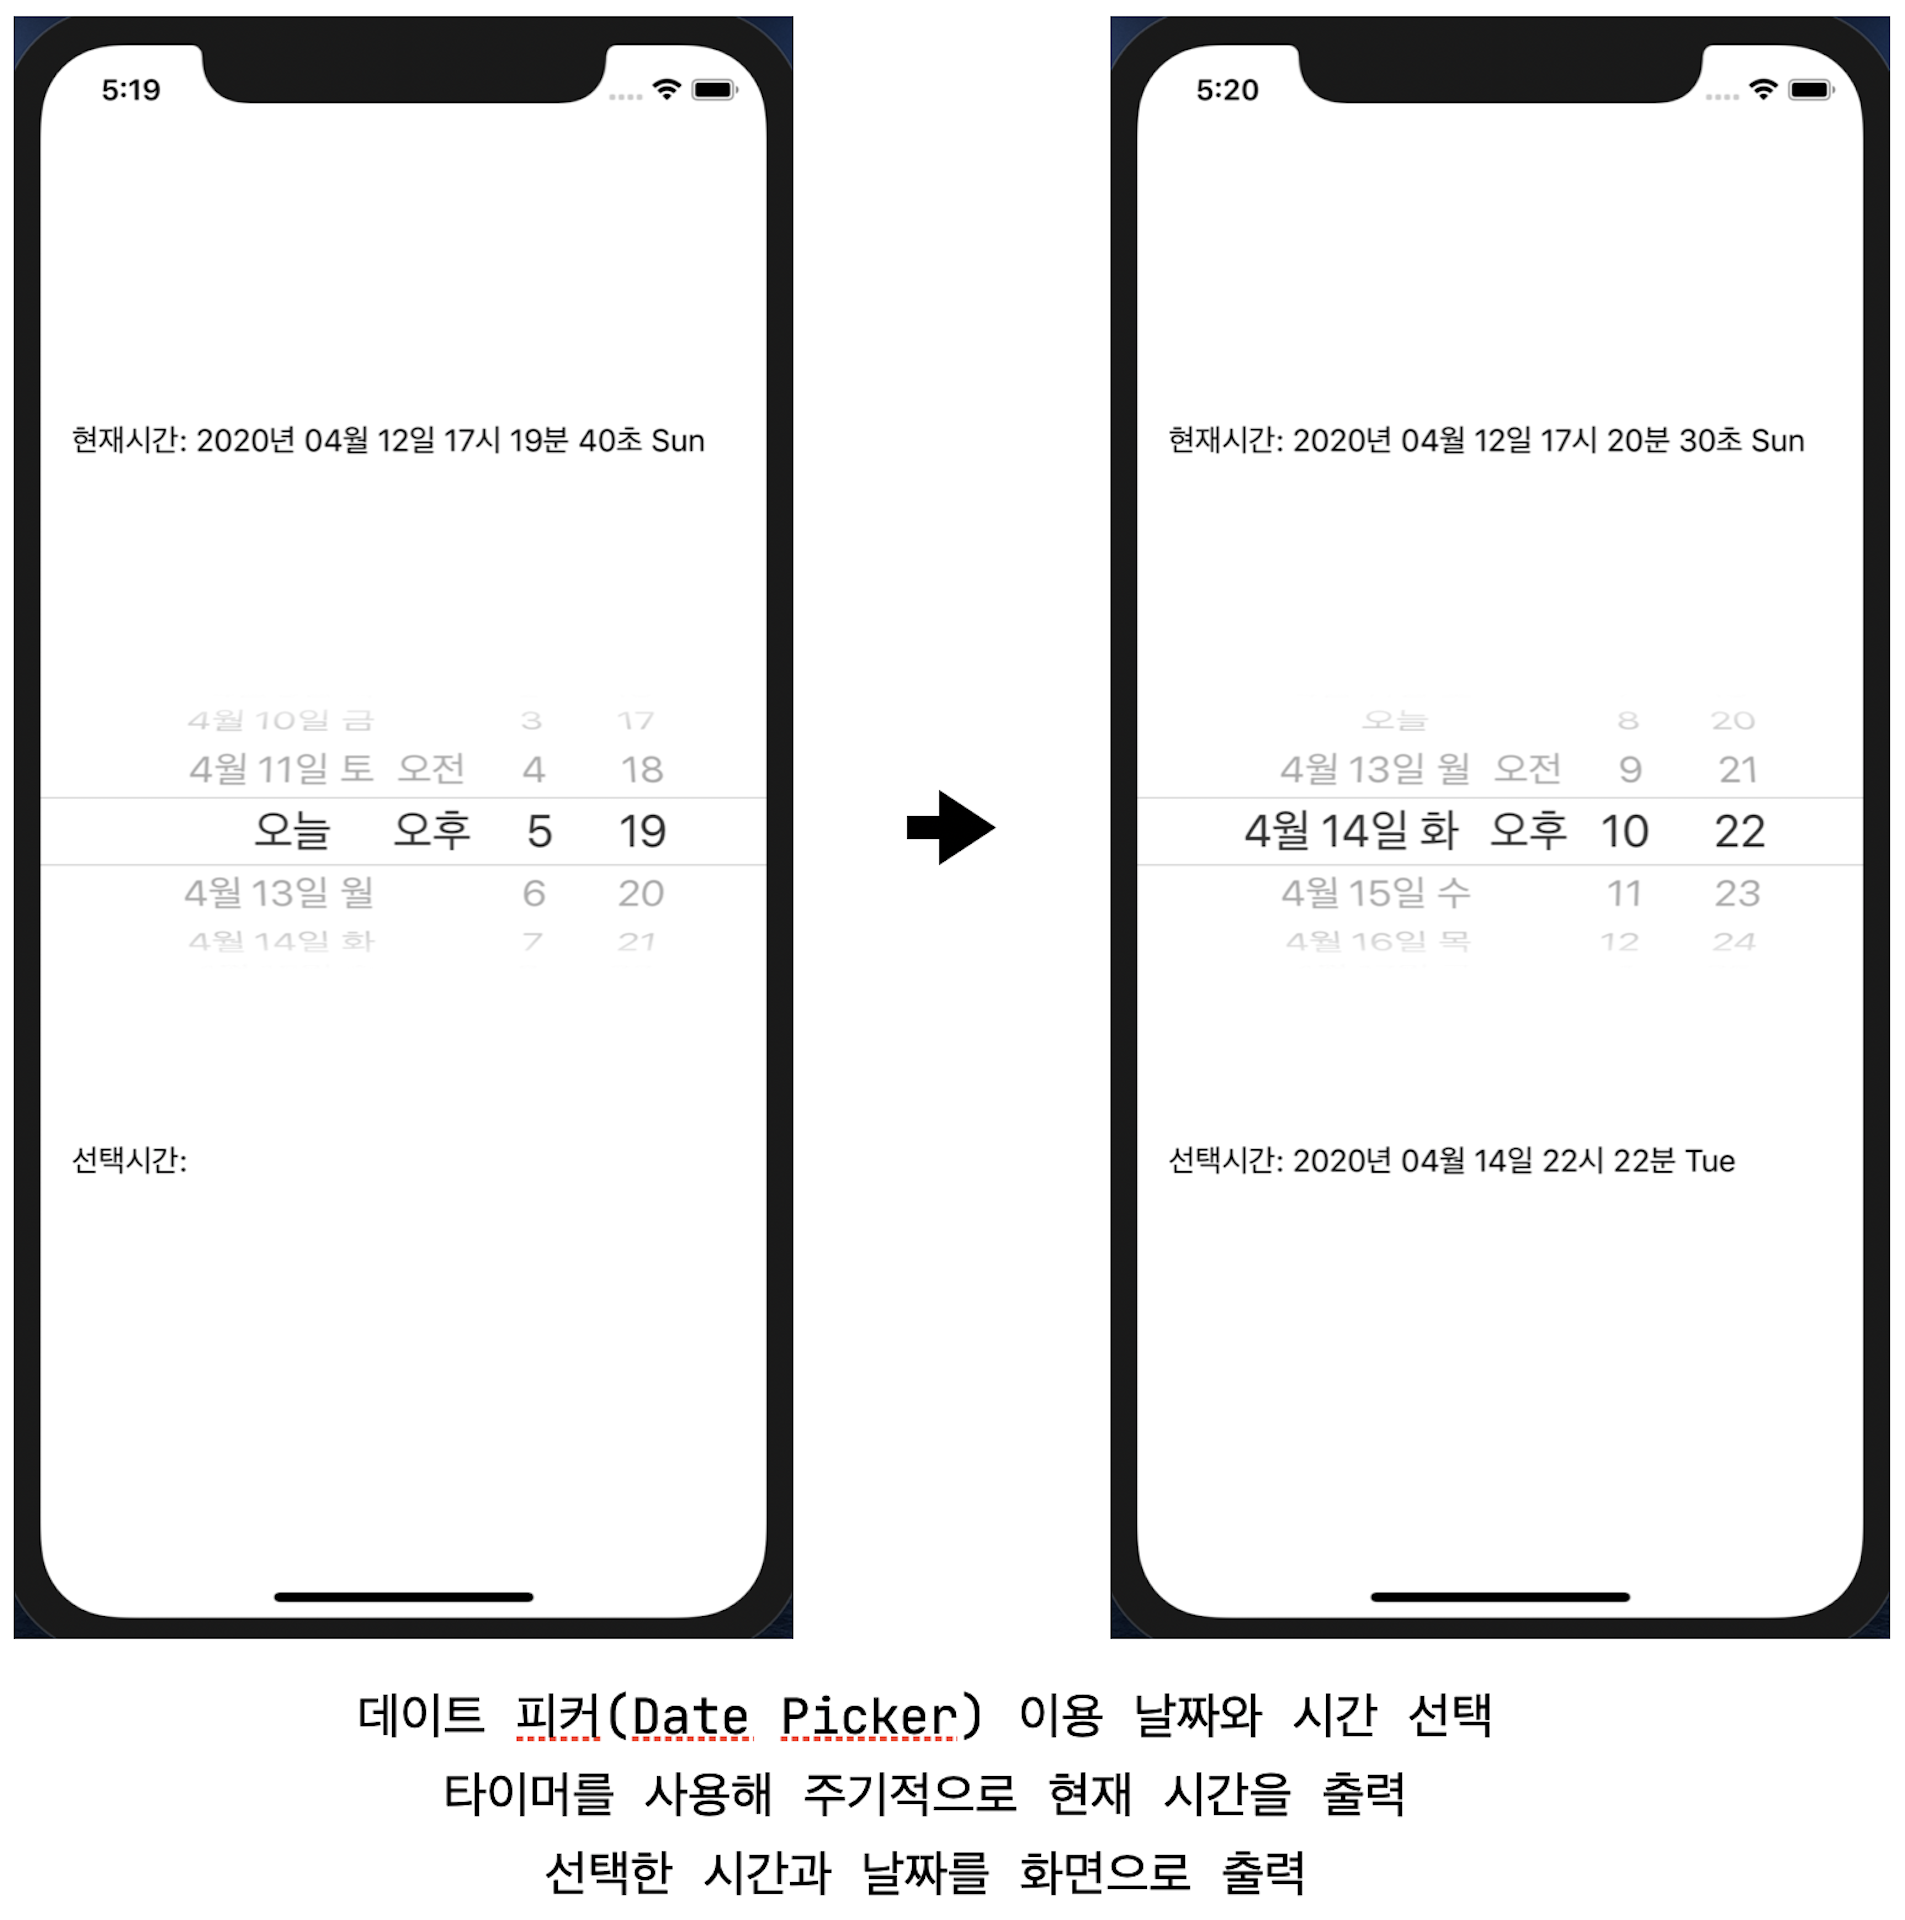 5:19
현재시간: 2020년 04월 12일 17시 19분 40초 Sun
4월 10일 금 3 17
4월 11일 토 오전 4 18
오늘 오후 5 19
4월 13일 월 6 20
4월 14일 화 7 21
선택시간:
5:20
현재시간: 2020년 04월 12일 17시 20분 30초 Sun
오늘 8 20
4월 13일 월 오전 9 21
4월 14일 화 오후 10 22
4월 15일 수 11 23
4월 16일 목 12 24
선택시간: 2020년 04월 14일 22시 22분 Tue
데이트 피커(Date Picker) 이용 날짜와 시간 선택
타이머를 사용해 주기적으로 현재 시간을 출력
선택한 시간과 날짜를 화면으로 출력